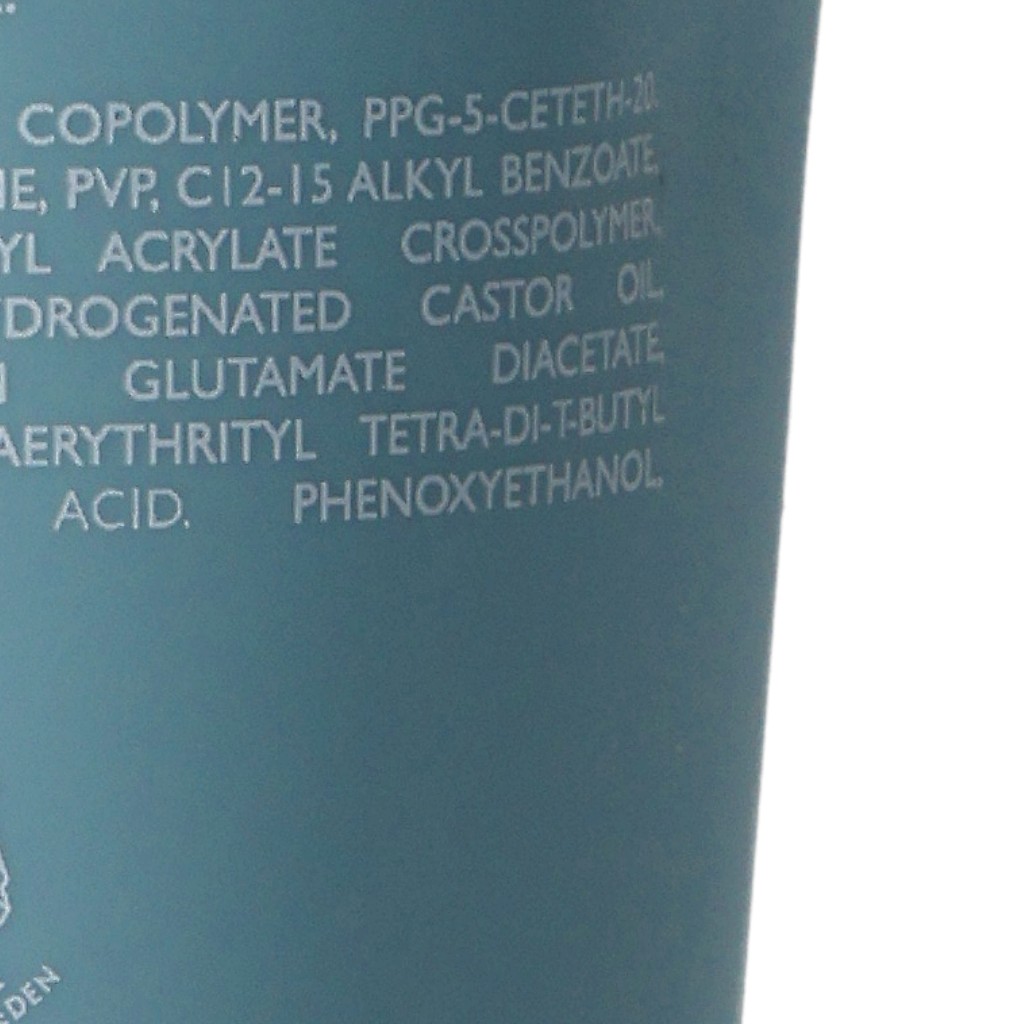 COPOLYMER, PPG-5-CETETH-20,
PVP, C12-15 ALKYL BENZOATE,
YL ACRYLATE CROSSPOLYMER,
DROGENATED CASTOR OIL,
GLUTAMATE DIACETATE,
AERYTHRITYL TETRA-DI-T-BUTYL
ACID. PHENOXYETHANOL,
EDEN